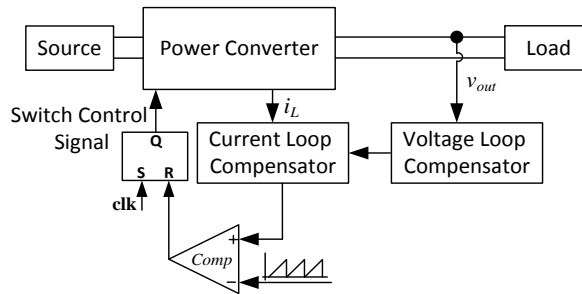 Source
Power Converter
Load
Switch Control
Signal
i_L
v_out
Q
S R
clk
Current Loop
Compensator
Voltage Loop
Compensator
Comp
+
−